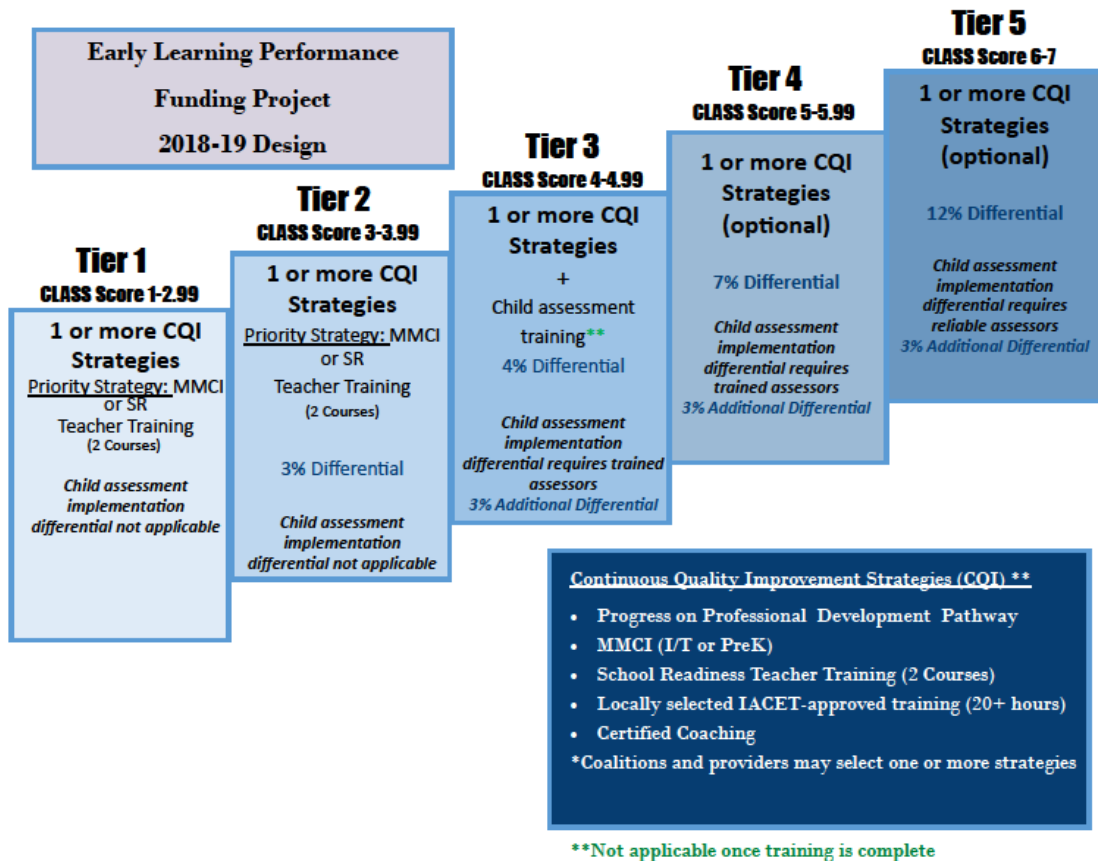 Early Learning Performance
Funding Project
2018-19 Design
Tier 1
CLASS Score 1-2.99
1 or more CQI
Strategies
Priority Strategy: MMCI
or SR
Teacher Training
(2 Courses)
Child assessment
implementation
differential not applicable
Tier 2
CLASS Score 3-3.99
1 or more CQI
Strategies
Priority Strategy: MMCI
or SR
Teacher Training
(2 Courses)
3% Differential
Child assessment
implementation
differential not applicable
Tier 3
CLASS Score 4-4.99
1 or more CQI
Strategies
+
Child assessment
training**
4% Differential
Child assessment
implementation
differential requires trained
assessors
3% Additional Differential
Tier 4
CLASS Score 5-5.99
1 or more CQI
Strategies
(optional)
7% Differential
Child assessment
implementation
differential requires
trained assessors
3% Additional Differential
Tier 5
CLASS Score 6-7
1 or more CQI
Strategies
(optional)
12% Differential
Child assessment
implementation
differential requires
reliable assessors
3% Additional Differential
Continuous Quality Improvement Strategies (CQI) **
• Progress on Professional Development Pathway
• MMCI (I/T or PreK)
• School Readiness Teacher Training (2 Courses)
• Locally selected IACET-approved training (20+ hours)
• Certified Coaching
*Coalitions and providers may select one or more strategies
**Not applicable once training is complete